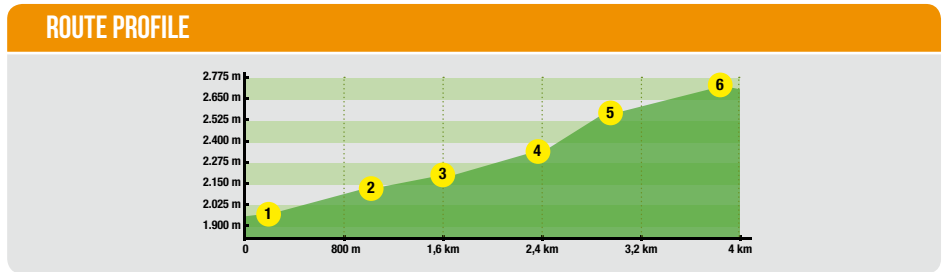 ROUTE PROFILE
2.775 m
2.650 m
2.525 m
2.400 m
2.275 m
2.150 m
2.025 m
1.900 m
1
2
3
4
5
6
0
800 m
1,6 km
2,4 km
3,2 km
4 km